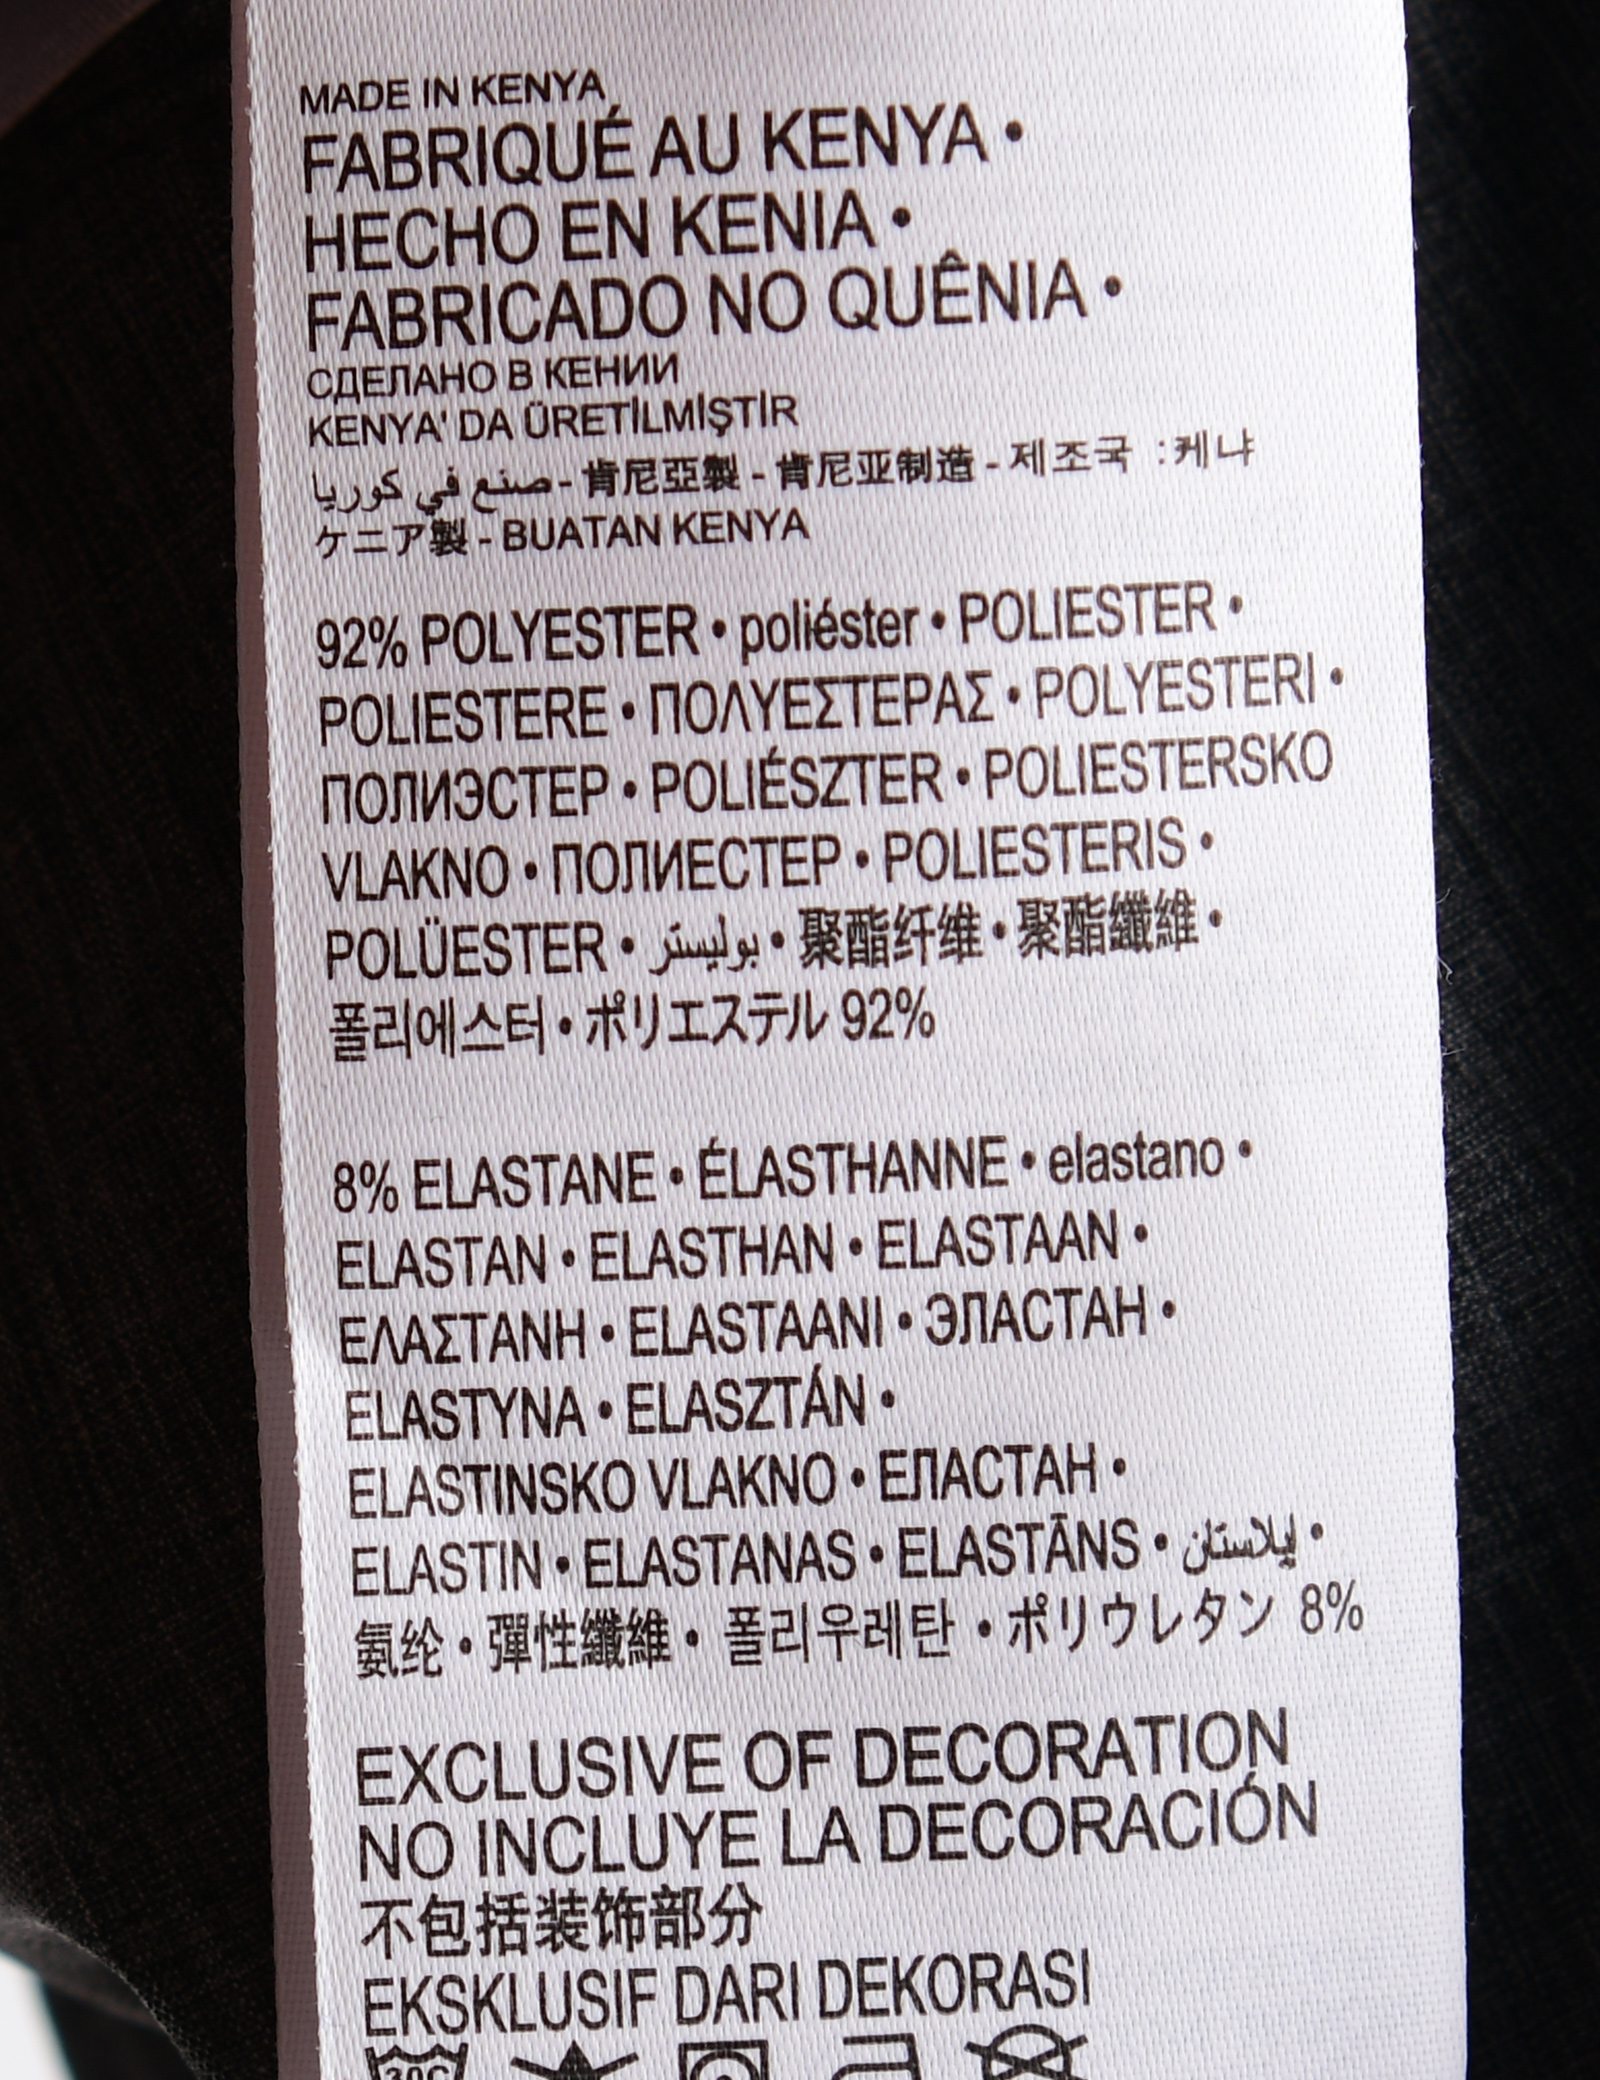 MADE IN KENYA
FABRIQUÉ AU KENYA •
HECHO EN KENIA •
FABRICADO NO QUÊNIA •
СДЕЛАНО В КЕНИИ
KENYA' DA ÜRETİLMİŞTİR
صنع في كوريا - 肯尼亞製 - 肯尼亚制造 - 제조국 :케냐
ケニア製 - BUATAN KENYA
92% POLYESTER • poliéster • POLIESTER •
POLIESTERE • ΠΟΛΥΕΣΤΕΡΑΣ • POLYESTERI •
ПОЛИЭСТЕР • POLIÉSZTER • POLIESTERSKO
VLAKNO • ПОЛИЕСТЕР • POLIESTERIS •
POLÜESTER • بوليستر • 聚酯纤维 • 聚酯纖維 •
폴리에스터 • ポリエステル 92%
8% ELASTANE • ÉLASTHANNE • elastano •
ELASTAN • ELASTHAN • ELASTAAN •
ΕΛΑΣΤΑΝΗ • ELASTAANI • ЭЛАСТАН •
ELASTYNA • ELASZTÁN •
ELASTINSKO VLAKNO • ЕЛАСТАН •
ELASTIN • ELASTANAS • ELASTĀNS • إيلاستان •
氨纶 • 彈性纖維 • 폴리우레탄 • ポリウレタン 8%
EXCLUSIVE OF DECORATION
NO INCLUYE LA DECORACIÓN
不包括装饰部分
EKSKLUSIF DARI DEKORASI
30C